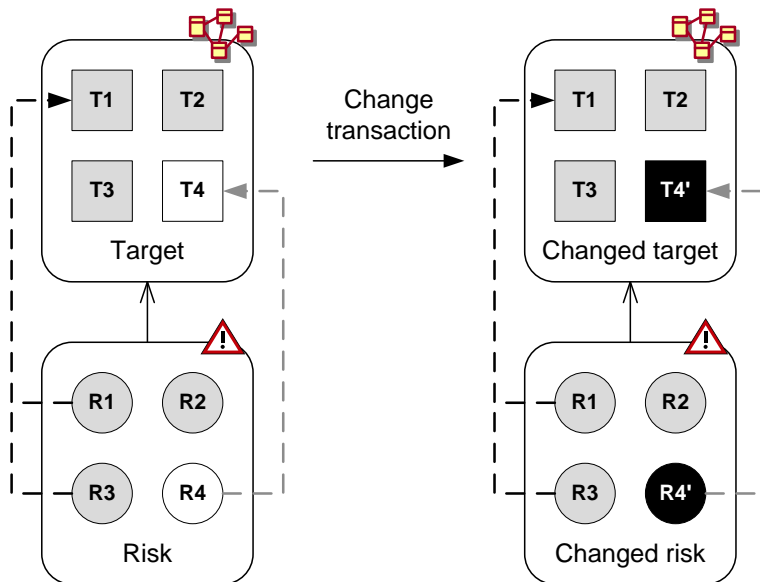 T1 T2
T3 T4
Target
R1 R2
R3 R4
Risk
Change
transaction
T1 T2
T3 T4'
Changed target
R1 R2
R3 R4'
Changed risk